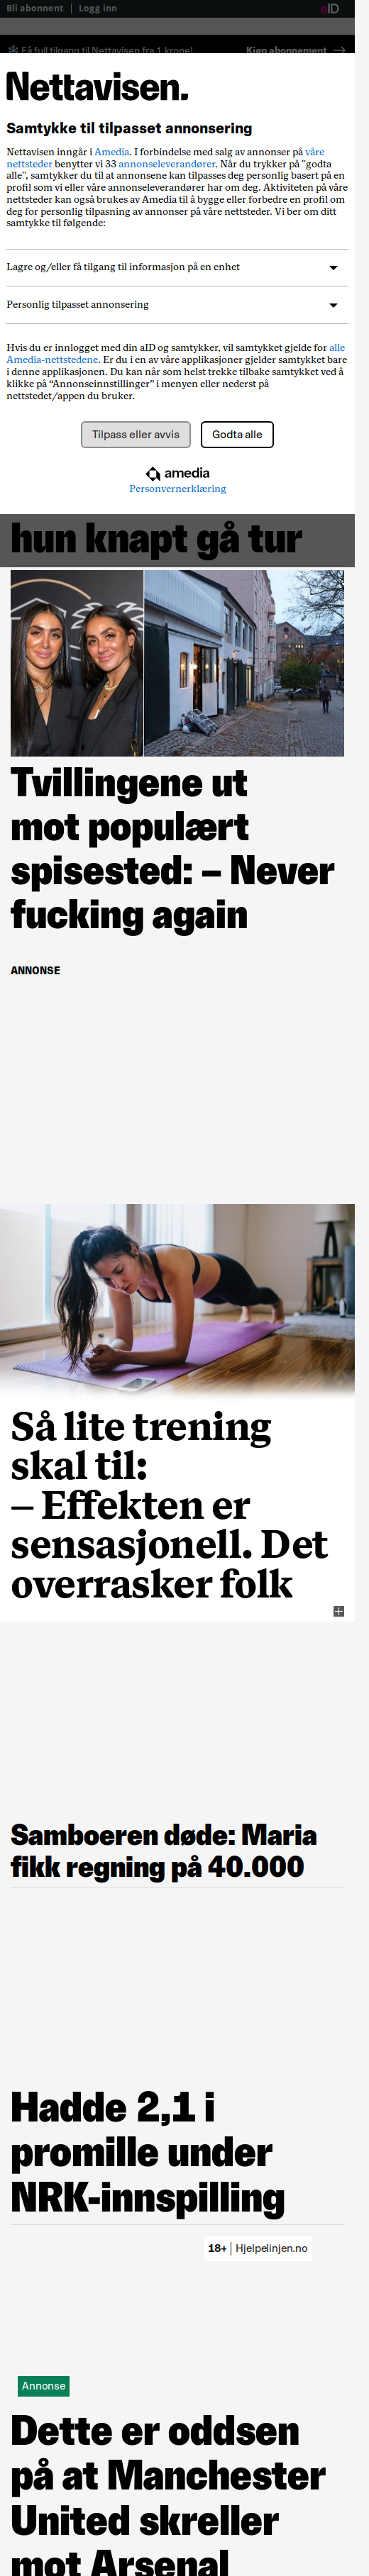 Bli abonnent | Logg inn
aID
Få full tilgang til Nettavisen fra 1 krone!
Kjøp abonnement
Nettavisen.
Samtykke til tilpasset annonsering
Nettavisen inngår i Amedia. I forbindelse med salg av annonser på våre
nettsteder benytter vi 33 annonseleverandører. Når du trykker på "godta
alle", samtykker du til at annonsene kan tilpasses deg personlig basert på en
profil som vi eller våre annonseleverandører har om deg. Aktiviteten på våre
nettsteder kan også brukes av Amedia til å bygge eller forbedre en profil om
deg for personlig tilpasning av annonser på våre nettsteder. Vi ber om ditt
samtykke til følgende:
Lagre og/eller få tilgang til informasjon på en enhet
Personlig tilpasset annonsering
Hvis du er innlogget med din aID og samtykker, vil samtykket gjelde for alle
Amedia-nettstedene. Er du i en av våre applikasjoner gjelder samtykket bare
i denne applikasjonen. Du kan når som helst trekke tilbake samtykket ved å
klikke på “Annonseinnstillinger” i menyen eller nederst på
nettstedet/appen du bruker.
Tilpass eller avvis
Godta alle
amedia
Personvernerklæring
hun knapt gå tur
Tvillingene ut
mot populært
spisested: – Never
fucking again
ANNONSE
Så lite trening
skal til:
– Effekten er
sensasjonell. Det
overrasker folk
Samboeren døde: Maria
fikk regning på 40.000
Hadde 2,1 i
promille under
NRK-innspilling
18+ | Hjelpelinjen.no
Annonse
Dette er oddsen
på at Manchester
United skreller
mot Arsenal